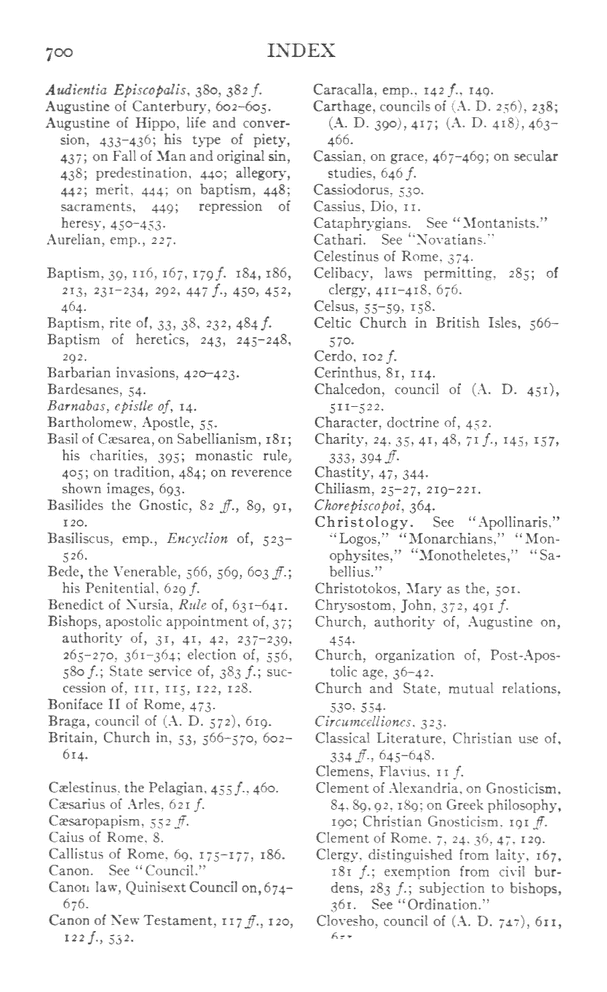 700 INDEX
Audientia Episcopalis, 380, 382 f.
Augustine of Canterbury, 602–605.
Augustine of Hippo, life and conver-
sion, 433–436; his type of piety,
437; on Fall of Man and original sin,
438; predestination, 440; allegory,
442; merit, 444; on baptism, 448;
sacraments, 449; repression of
heresy, 450–453.
Aurelian, emp., 227.
Baptism, 39, 116, 167, 179 f. 184, 186,
213, 231–234, 292, 447 f., 450, 452,
464.
Baptism, rite of, 33, 38, 232, 484 f.
Baptism of heretics, 243, 245–248,
292.
Barbarian invasions, 420–423.
Bardesanes, 54.
Barnabas, epistle of, 14.
Bartholomew, Apostle, 55.
Basil of Cæsarea, on Sabellianism, 181;
his charities, 395; monastic rule,
405; on tradition, 484; on reverence
shown images, 693.
Basilides the Gnostic, 82 ff., 89, 91,
120.
Basiliscus, emp., Encyclion of, 523–
526.
Bede, the Venerable, 566, 569, 603 ff.;
his Penitential, 629 f.
Benedict of Nursia, Rule of, 631–641.
Bishops, apostolic appointment of, 37;
authority of, 31, 41, 42, 237–239,
265–270, 361–364; election of, 556,
580 f.; State service of, 383 f.; suc-
cession of, 111, 115, 122, 128.
Boniface II of Rome, 473.
Braga, council of (A. D. 572), 619.
Britain, Church in, 53, 566–570, 602–
614.
Cælestinus, the Pelagian, 455 f., 460.
Cæsarius of Arles, 621 f.
Cæsaropapism, 552 ff.
Caius of Rome, 8.
Callistus of Rome, 69, 175–177, 186.
Canon. See "Council."
Canon law, Quinisext Council on, 674–
676.
Canon of New Testament, 117 ff., 120,
122 f., 532.
Caracalla, emp., 142 f., 149.
Carthage, councils of (A. D. 256), 238;
(A. D. 390), 417; (A. D. 418), 463–
466.
Cassian, on grace, 467–469; on secular
studies, 646 f.
Cassiodorus, 530.
Cassius, Dio, 11.
Cataphrygians. See "Montanists."
Cathari. See "Novatians."
Celestinus of Rome, 374.
Celibacy, laws permitting, 285; of
clergy, 411–418, 676.
Celsus, 55–59, 158.
Celtic Church in British Isles, 566–
570.
Cerdo, 102 f.
Cerinthus, 81, 114.
Chalcedon, council of (A. D. 451),
511–522.
Character, doctrine of, 452.
Charity, 24, 35, 41, 48, 71 f., 145, 157,
333, 394 ff.
Chastity, 47, 344.
Chiliasm, 25–27, 219–221.
Chorepiscopoi, 364.
Christology. See "Apollinaris,"
"Logos," "Monarchians," "Mon-
ophysites," "Monotheletes," "Sa-
bellius."
Christotokos, Mary as the, 501.
Chrysostom, John, 372, 491 f.
Church, authority of, Augustine on,
454.
Church, organization of, Post-Apos-
tolic age, 36–42.
Church and State, mutual relations,
530, 554.
Circumcelliones, 323.
Classical Literature, Christian use of,
334 ff., 645–648.
Clemens, Flavius, 11 f.
Clement of Alexandria, on Gnosticism,
84, 89, 92, 189; on Greek philosophy,
190; Christian Gnosticism, 191 ff.
Clement of Rome, 7, 24, 36, 47, 129.
Clergy, distinguished from laity, 167,
181 f.; exemption from civil bur-
dens, 283 f.; subjection to bishops,
361. See "Ordination."
Clovesho, council of (A. D. 747), 611,